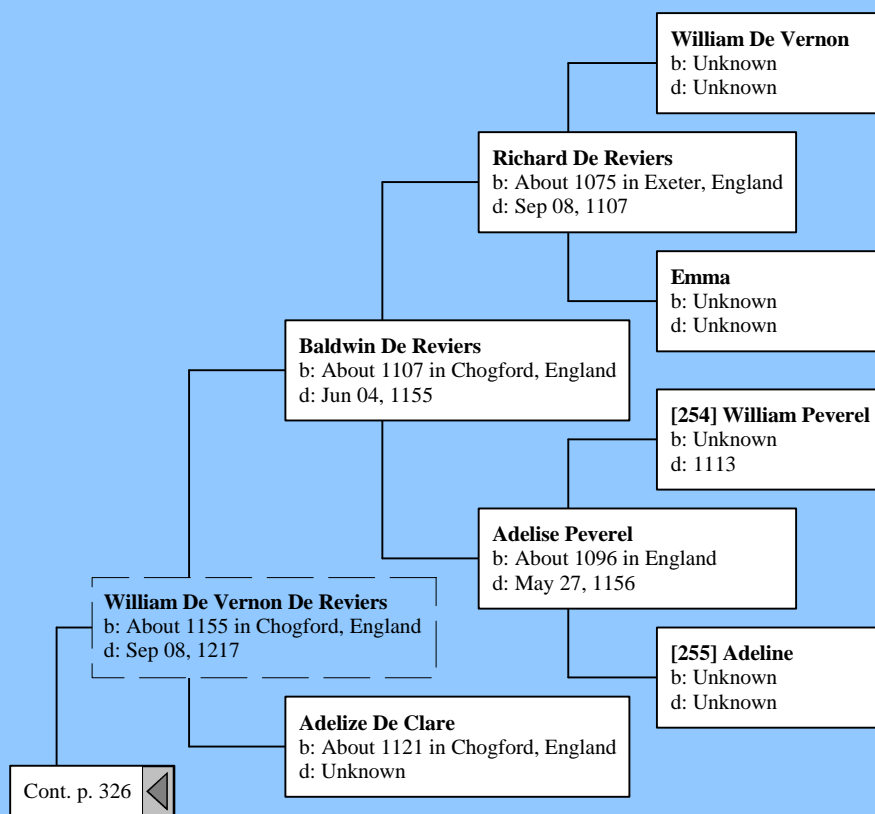 William De Vernon
b: Unknown
d: Unknown
Richard De Reviers
b: About 1075 in Exeter, England
d: Sep 08, 1107
Emma
b: Unknown
d: Unknown
Baldwin De Reviers
b: About 1107 in Chogford, England
d: Jun 04, 1155
[254] William Peverel
b: Unknown
d: 1113
Adelise Peverel
b: About 1096 in England
d: May 27, 1156
William De Vernon De Reviers
b: About 1155 in Chogford, England
d: Sep 08, 1217
[255] Adeline
b: Unknown
d: Unknown
Adelize De Clare
b: About 1121 in Chogford, England
d: Unknown
Cont. p. 326